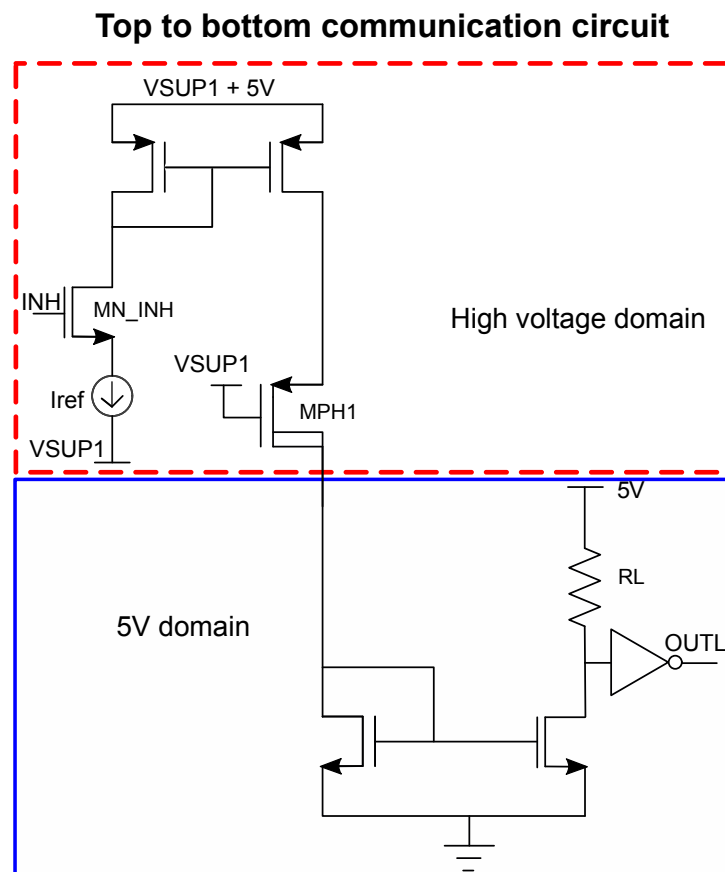 Top to bottom communication circuit
VSUP1 + 5V
INH
MN_INH
High voltage domain
VSUP1
Iref
MPH1
VSUP1
5V
RL
5V domain
OUTL